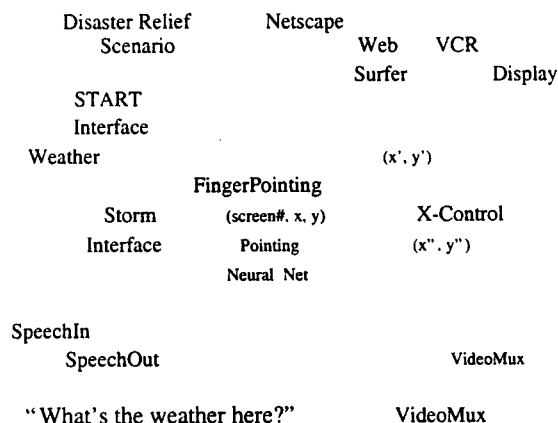 Disaster Relief Netscape
Scenario Web VCR
Surfer Display
START
Interface
Weather (x', y')
FingerPointing
Storm (screen#, x, y) X-Control
Interface Pointing (x", y")
Neural Net
SpeechIn
SpeechOut VideoMux
"What's the weather here?" VideoMux